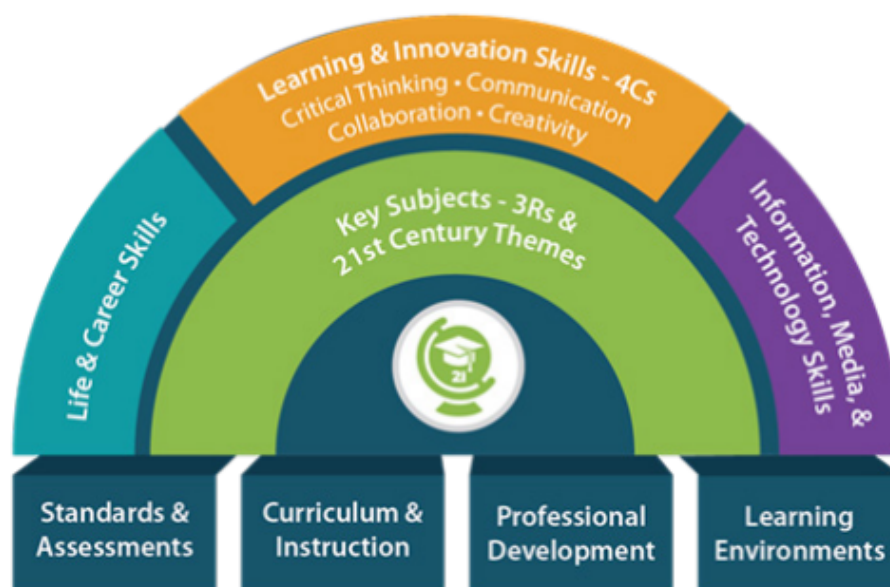 Learning & Innovation Skills - 4Cs
Critical Thinking • Communication
Collaboration • Creativity
Life & Career Skills
Key Subjects - 3Rs &
21st Century Themes
Information, Media, &
Technology Skills
21
Standards &
Assessments
Curriculum &
Instruction
Professional
Development
Learning
Environments